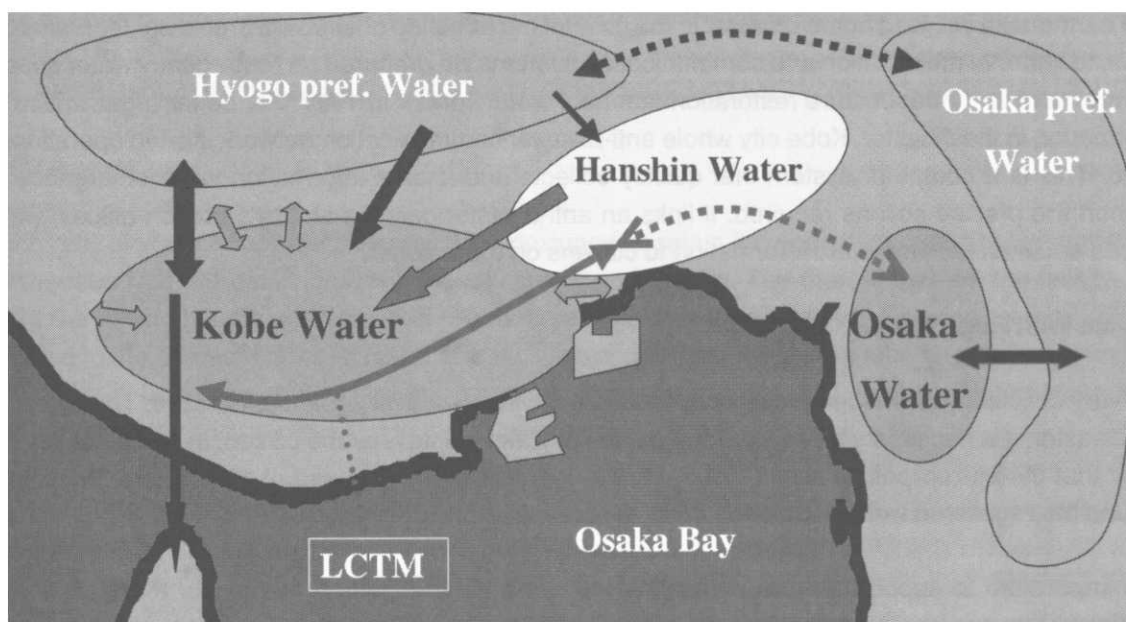 Hyogo pref. Water
Osaka pref.
Water
Hanshin Water
Kobe Water
Osaka
Water
Osaka Bay
LCTM